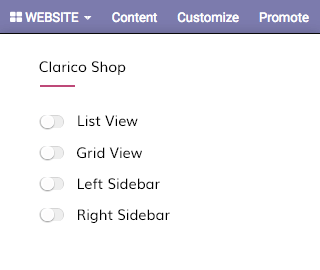 WEBSITE Content Customize Promote
Clarico Shop
List View
Grid View
Left Sidebar
Right Sidebar